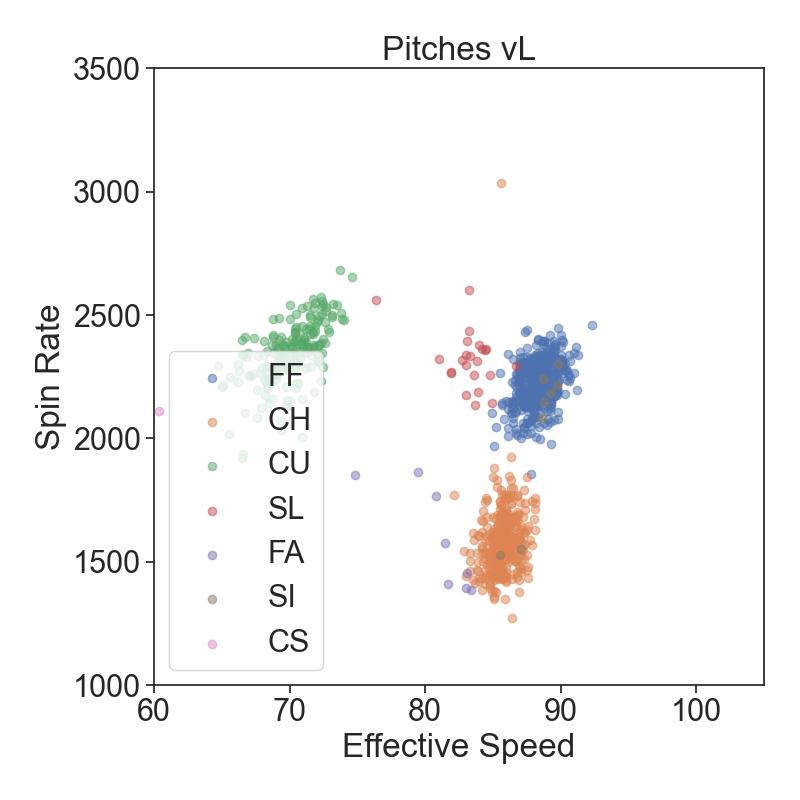 Pitches vL
3500
3000
2500
2000
1500
1000
Spin Rate
FF
CH
CU
SL
FA
SI
CS
60 70 80 90 100
Effective Speed